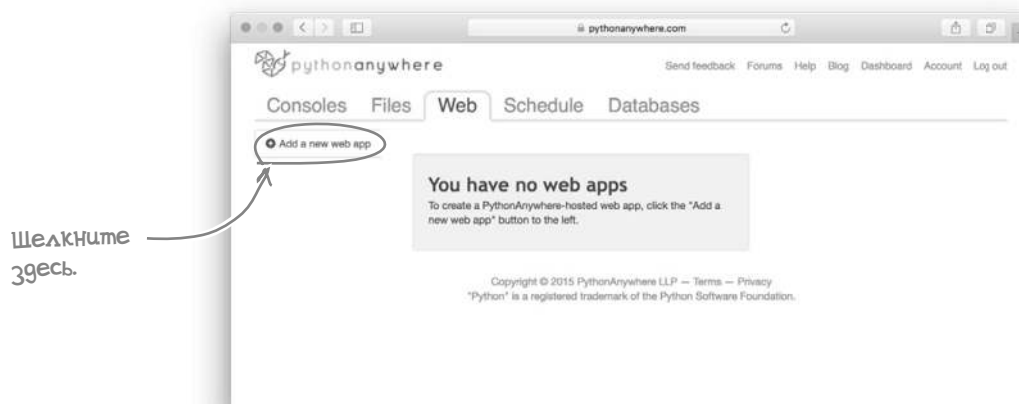 pythonanywhere.com
pythonanywhere
Send feedback Forums Help Blog Dashboard Account Log out
Consoles Files Web Schedule Databases
Add a new web app
You have no web apps
To create a PythonAnywhere-hosted web app, click the "Add a
new web app" button to the left.
Щелкните
здесь.
Copyright © 2015 PythonAnywhere LLP — Terms — Privacy
"Python" is a registered trademark of the Python Software Foundation.